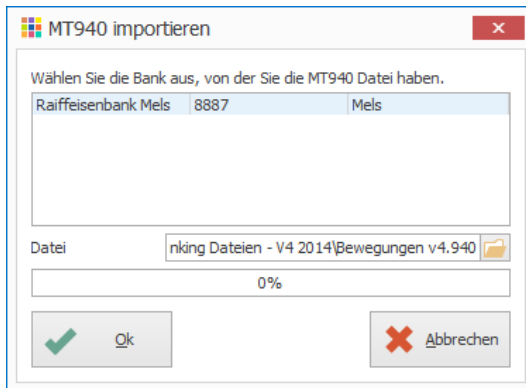 MT940 importieren
Wählen Sie die Bank aus, von der Sie die MT940 Datei haben.
Raiffeisenbank Mels 8887 Mels
Datei nking Dateien - V4 2014\Bewegungen v4.940
0%
Ok Abbrechen